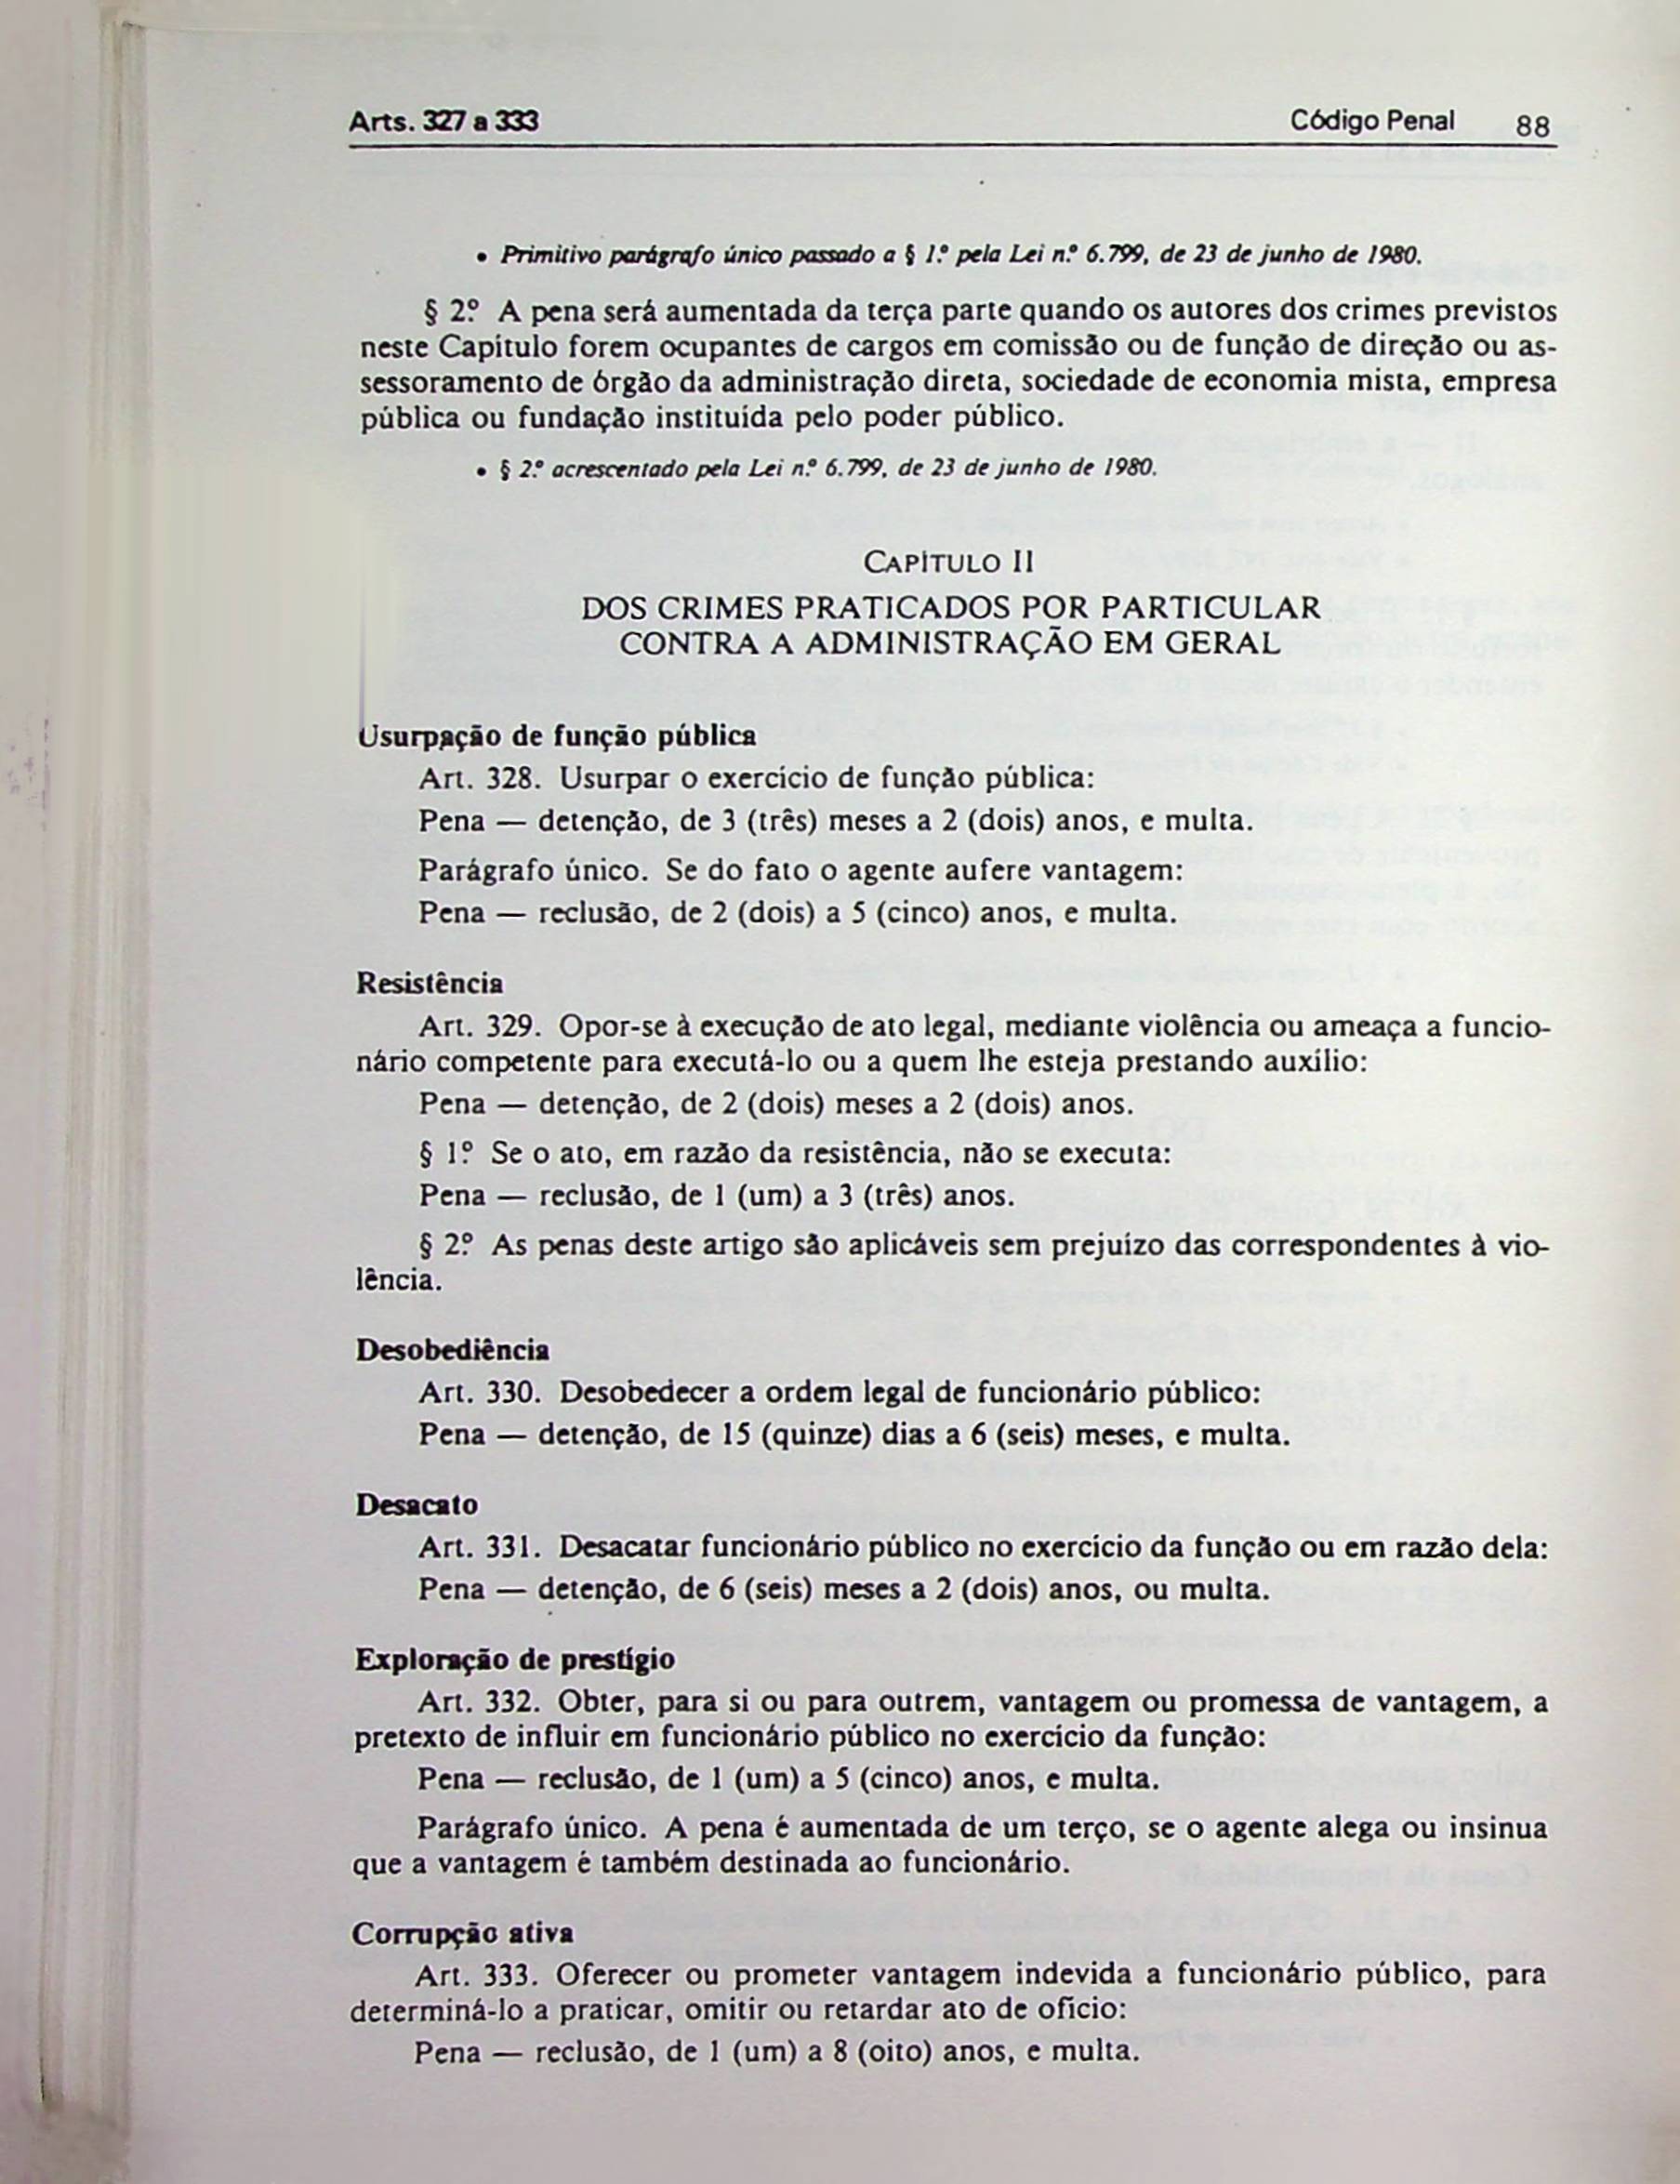 Arts. 327 a 333 Código Penal 88
• Primitivo parágrafo único passado a § 1º pela Lei n.º 6.799, de 23 de junho de 1980.
§ 2º A pena será aumentada da terça parte quando os autores dos crimes previstos
neste Capítulo forem ocupantes de cargos em comissão ou de função de direção ou as-
sessoramento de órgão da administração direta, sociedade de economia mista, empresa
pública ou fundação instituída pelo poder público.
• § 2º acrescentado pela Lei n.º 6.799, de 23 de junho de 1980.
CAPÍTULO II
DOS CRIMES PRATICADOS POR PARTICULAR
CONTRA A ADMINISTRAÇÃO EM GERAL
Usurpação de função pública
Art. 328. Usurpar o exercício de função pública:
Pena — detenção, de 3 (três) meses a 2 (dois) anos, e multa.
Parágrafo único. Se do fato o agente aufere vantagem:
Pena — reclusão, de 2 (dois) a 5 (cinco) anos, e multa.
Resistência
Art. 329. Opor-se à execução de ato legal, mediante violência ou ameaça a funcio-
nário competente para executá-lo ou a quem lhe esteja prestando auxílio:
Pena — detenção, de 2 (dois) meses a 2 (dois) anos.
§ 1º Se o ato, em razão da resistência, não se executa:
Pena — reclusão, de 1 (um) a 3 (três) anos.
§ 2º As penas deste artigo são aplicáveis sem prejuízo das correspondentes à vio-
lência.
Desobediência
Art. 330. Desobedecer a ordem legal de funcionário público:
Pena — detenção, de 15 (quinze) dias a 6 (seis) meses, e multa.
Desacato
Art. 331. Desacatar funcionário público no exercício da função ou em razão dela:
Pena — detenção, de 6 (seis) meses a 2 (dois) anos, ou multa.
Exploração de prestígio
Art. 332. Obter, para si ou para outrem, vantagem ou promessa de vantagem, a
pretexto de influir em funcionário público no exercício da função:
Pena — reclusão, de 1 (um) a 5 (cinco) anos, e multa.
Parágrafo único. A pena é aumentada de um terço, se o agente alega ou insinua
que a vantagem é também destinada ao funcionário.
Corrupção ativa
Art. 333. Oferecer ou prometer vantagem indevida a funcionário público, para
determiná-lo a praticar, omitir ou retardar ato de ofício:
Pena — reclusão, de 1 (um) a 8 (oito) anos, e multa.